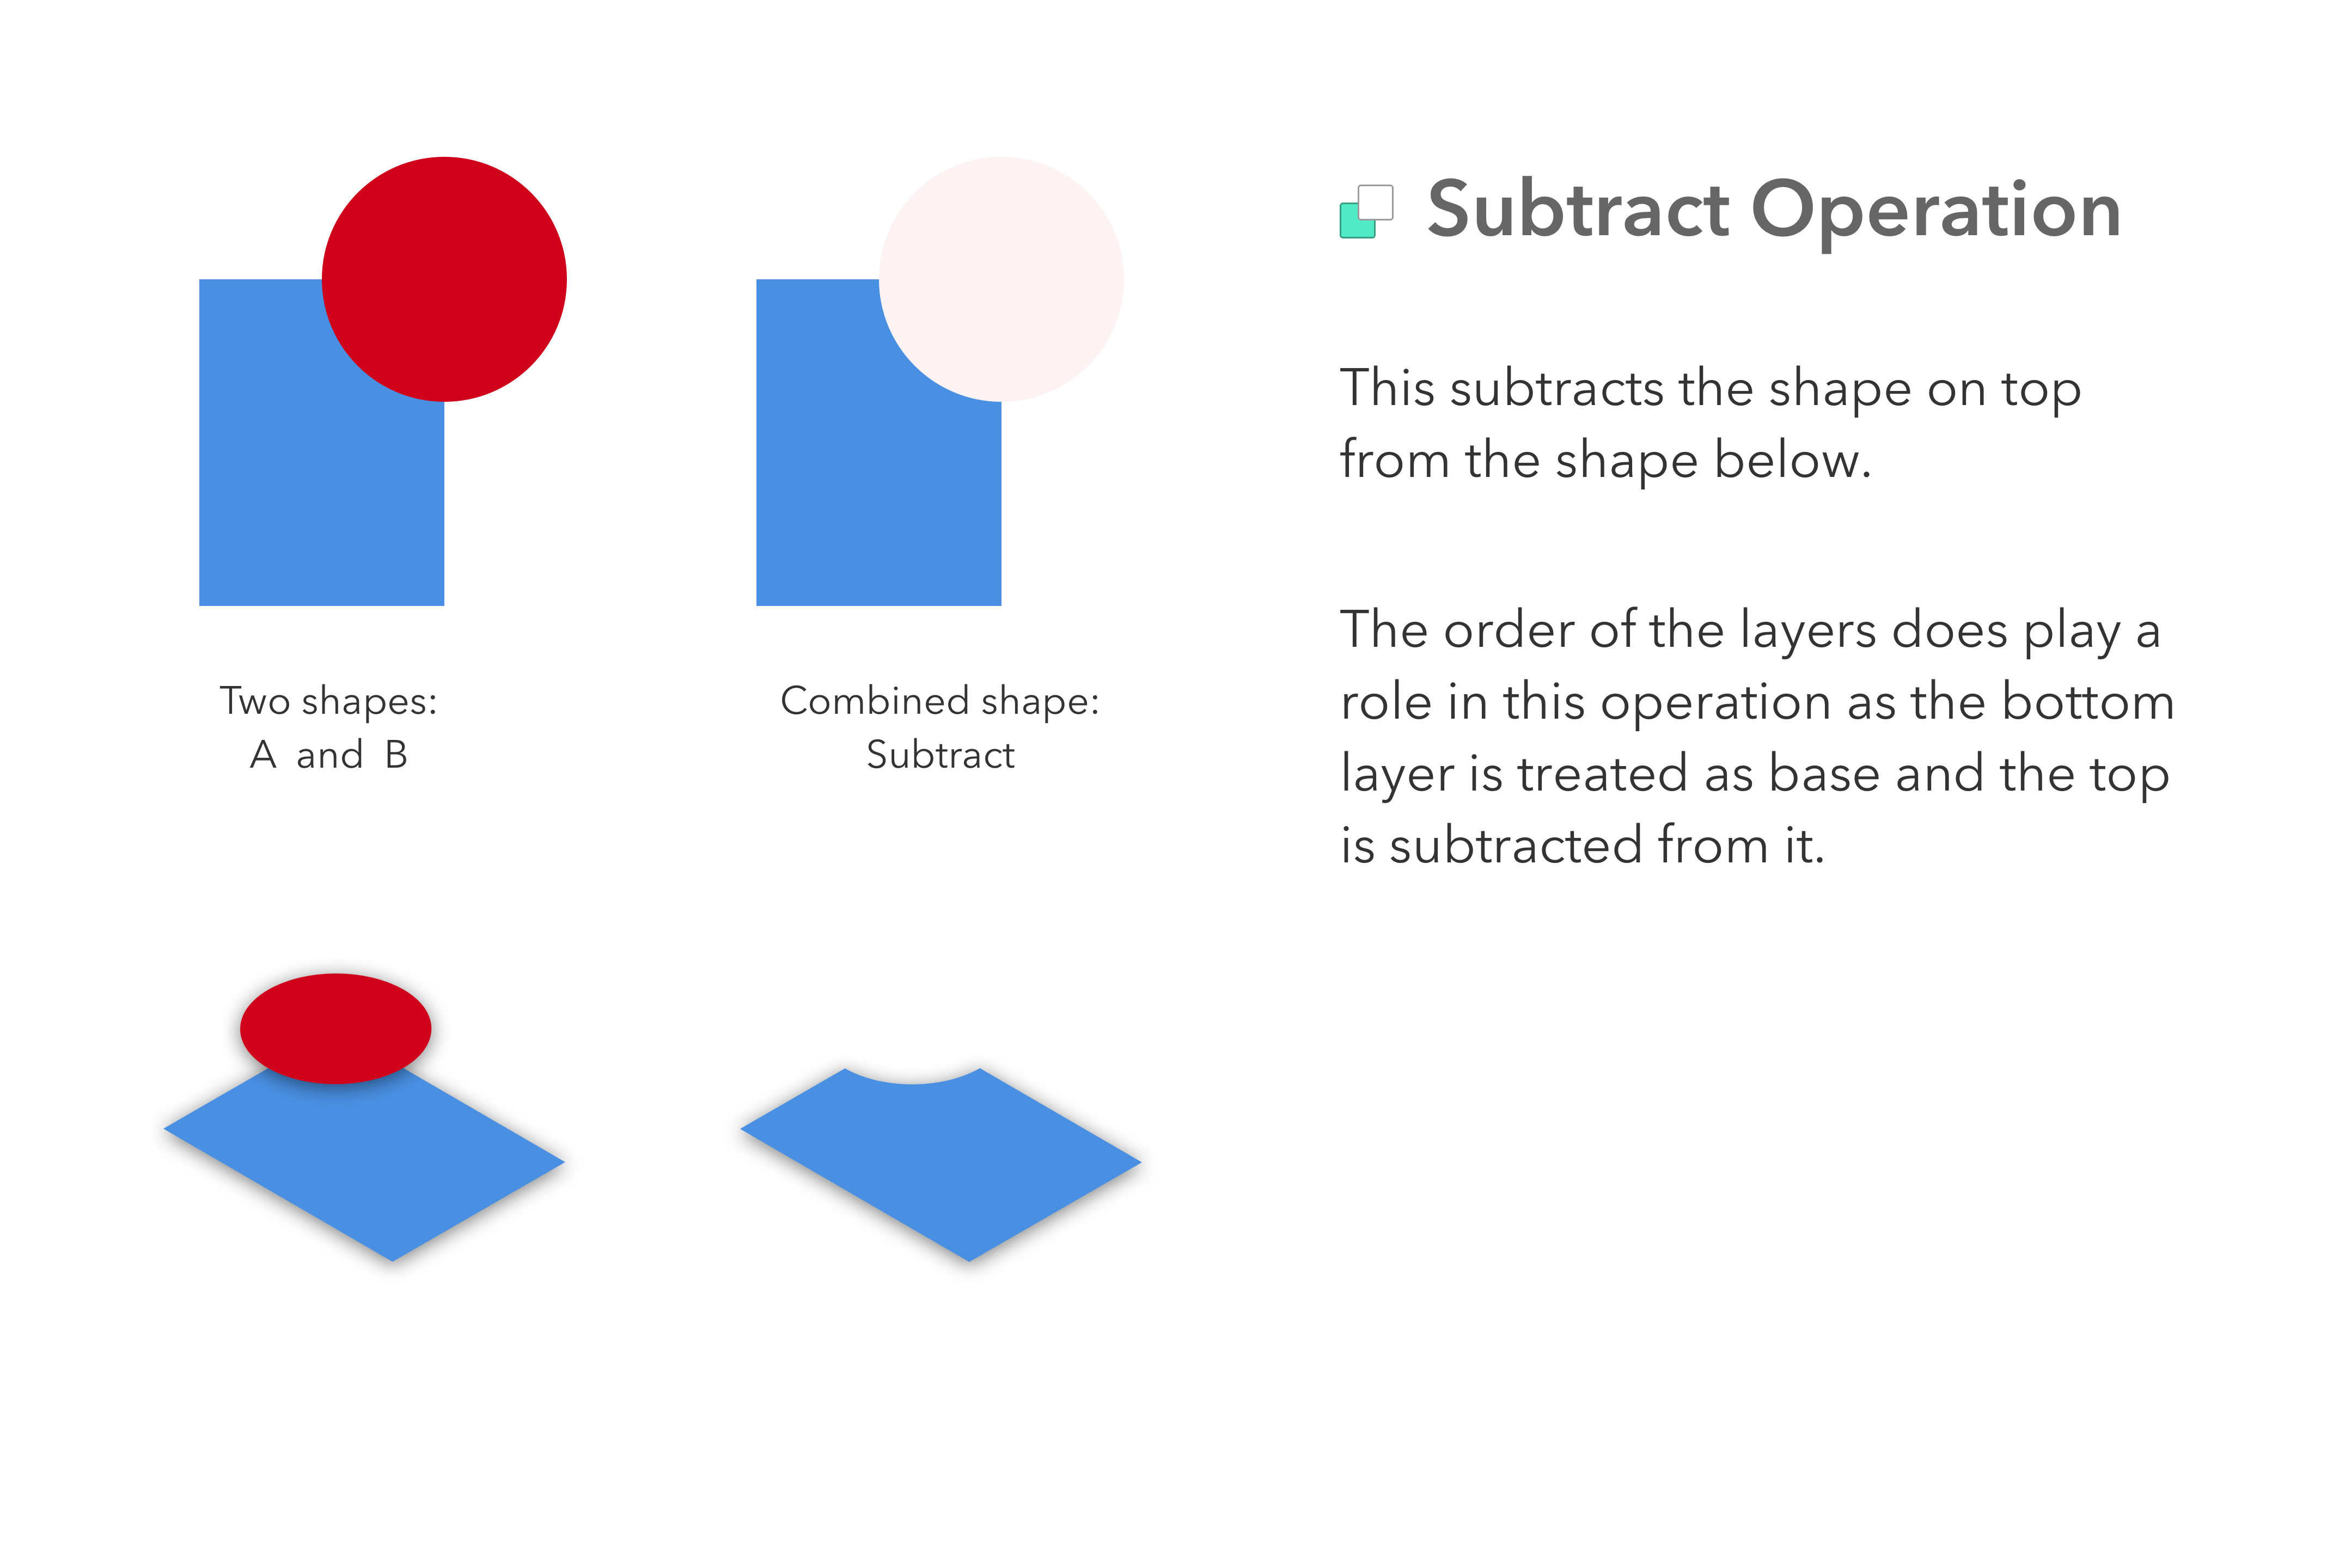 Subtract Operation
This subtracts the shape on top
from the shape below.
The order of the layers does play a
role in this operation as the bottom
layer is treated as base and the top
is subtracted from it.
Two shapes:
A and B
Combined shape:
Subtract